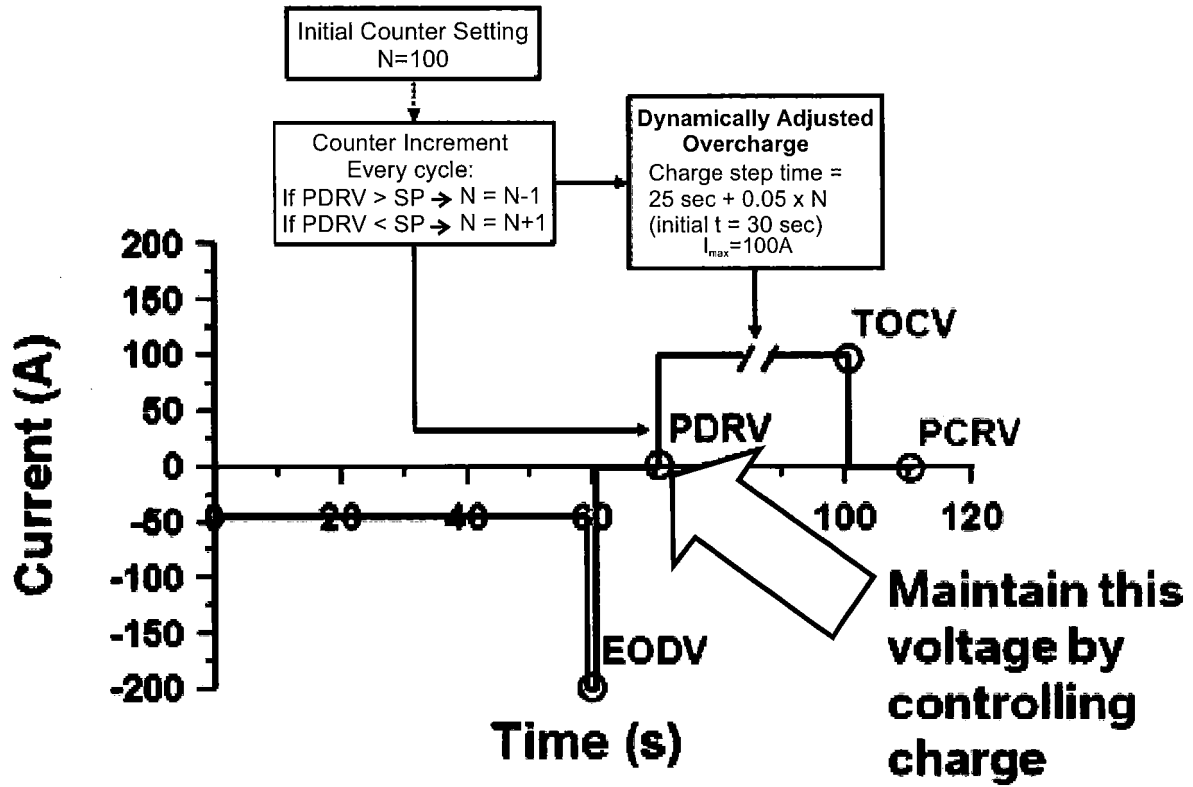 Initial Counter Setting
N=100
Counter Increment
Every cycle:
If PDRV > SP → N = N-1
If PDRV < SP → N = N+1
Dynamically Adjusted
Overcharge
Charge step time =
25 sec + 0.05 x N
(initial t = 30 sec)
Imax=100A
200
150
100
50
0
-50
-100
-150
-200
Current (A)
0 20 40 60 100 120
Time (s)
TOCV
PDRV
PCRV
EODV
Maintain this
voltage by
controlling
charge